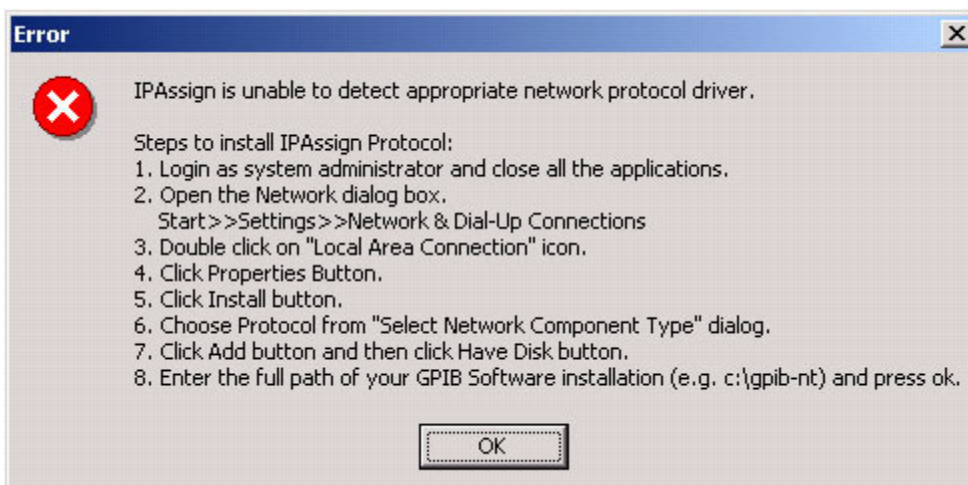 Error
IPAssign is unable to detect appropriate network protocol driver.
Steps to install IPAssign Protocol:
1. Login as system administrator and close all the applications.
2. Open the Network dialog box.
Start>>Settings>>Network & Dial-Up Connections
3. Double click on "Local Area Connection" icon.
4. Click Properties Button.
5. Click Install button.
6. Choose Protocol from "Select Network Component Type" dialog.
7. Click Add button and then click Have Disk button.
8. Enter the full path of your GPIB Software installation (e.g. c:\gpib-nt) and press ok.
OK